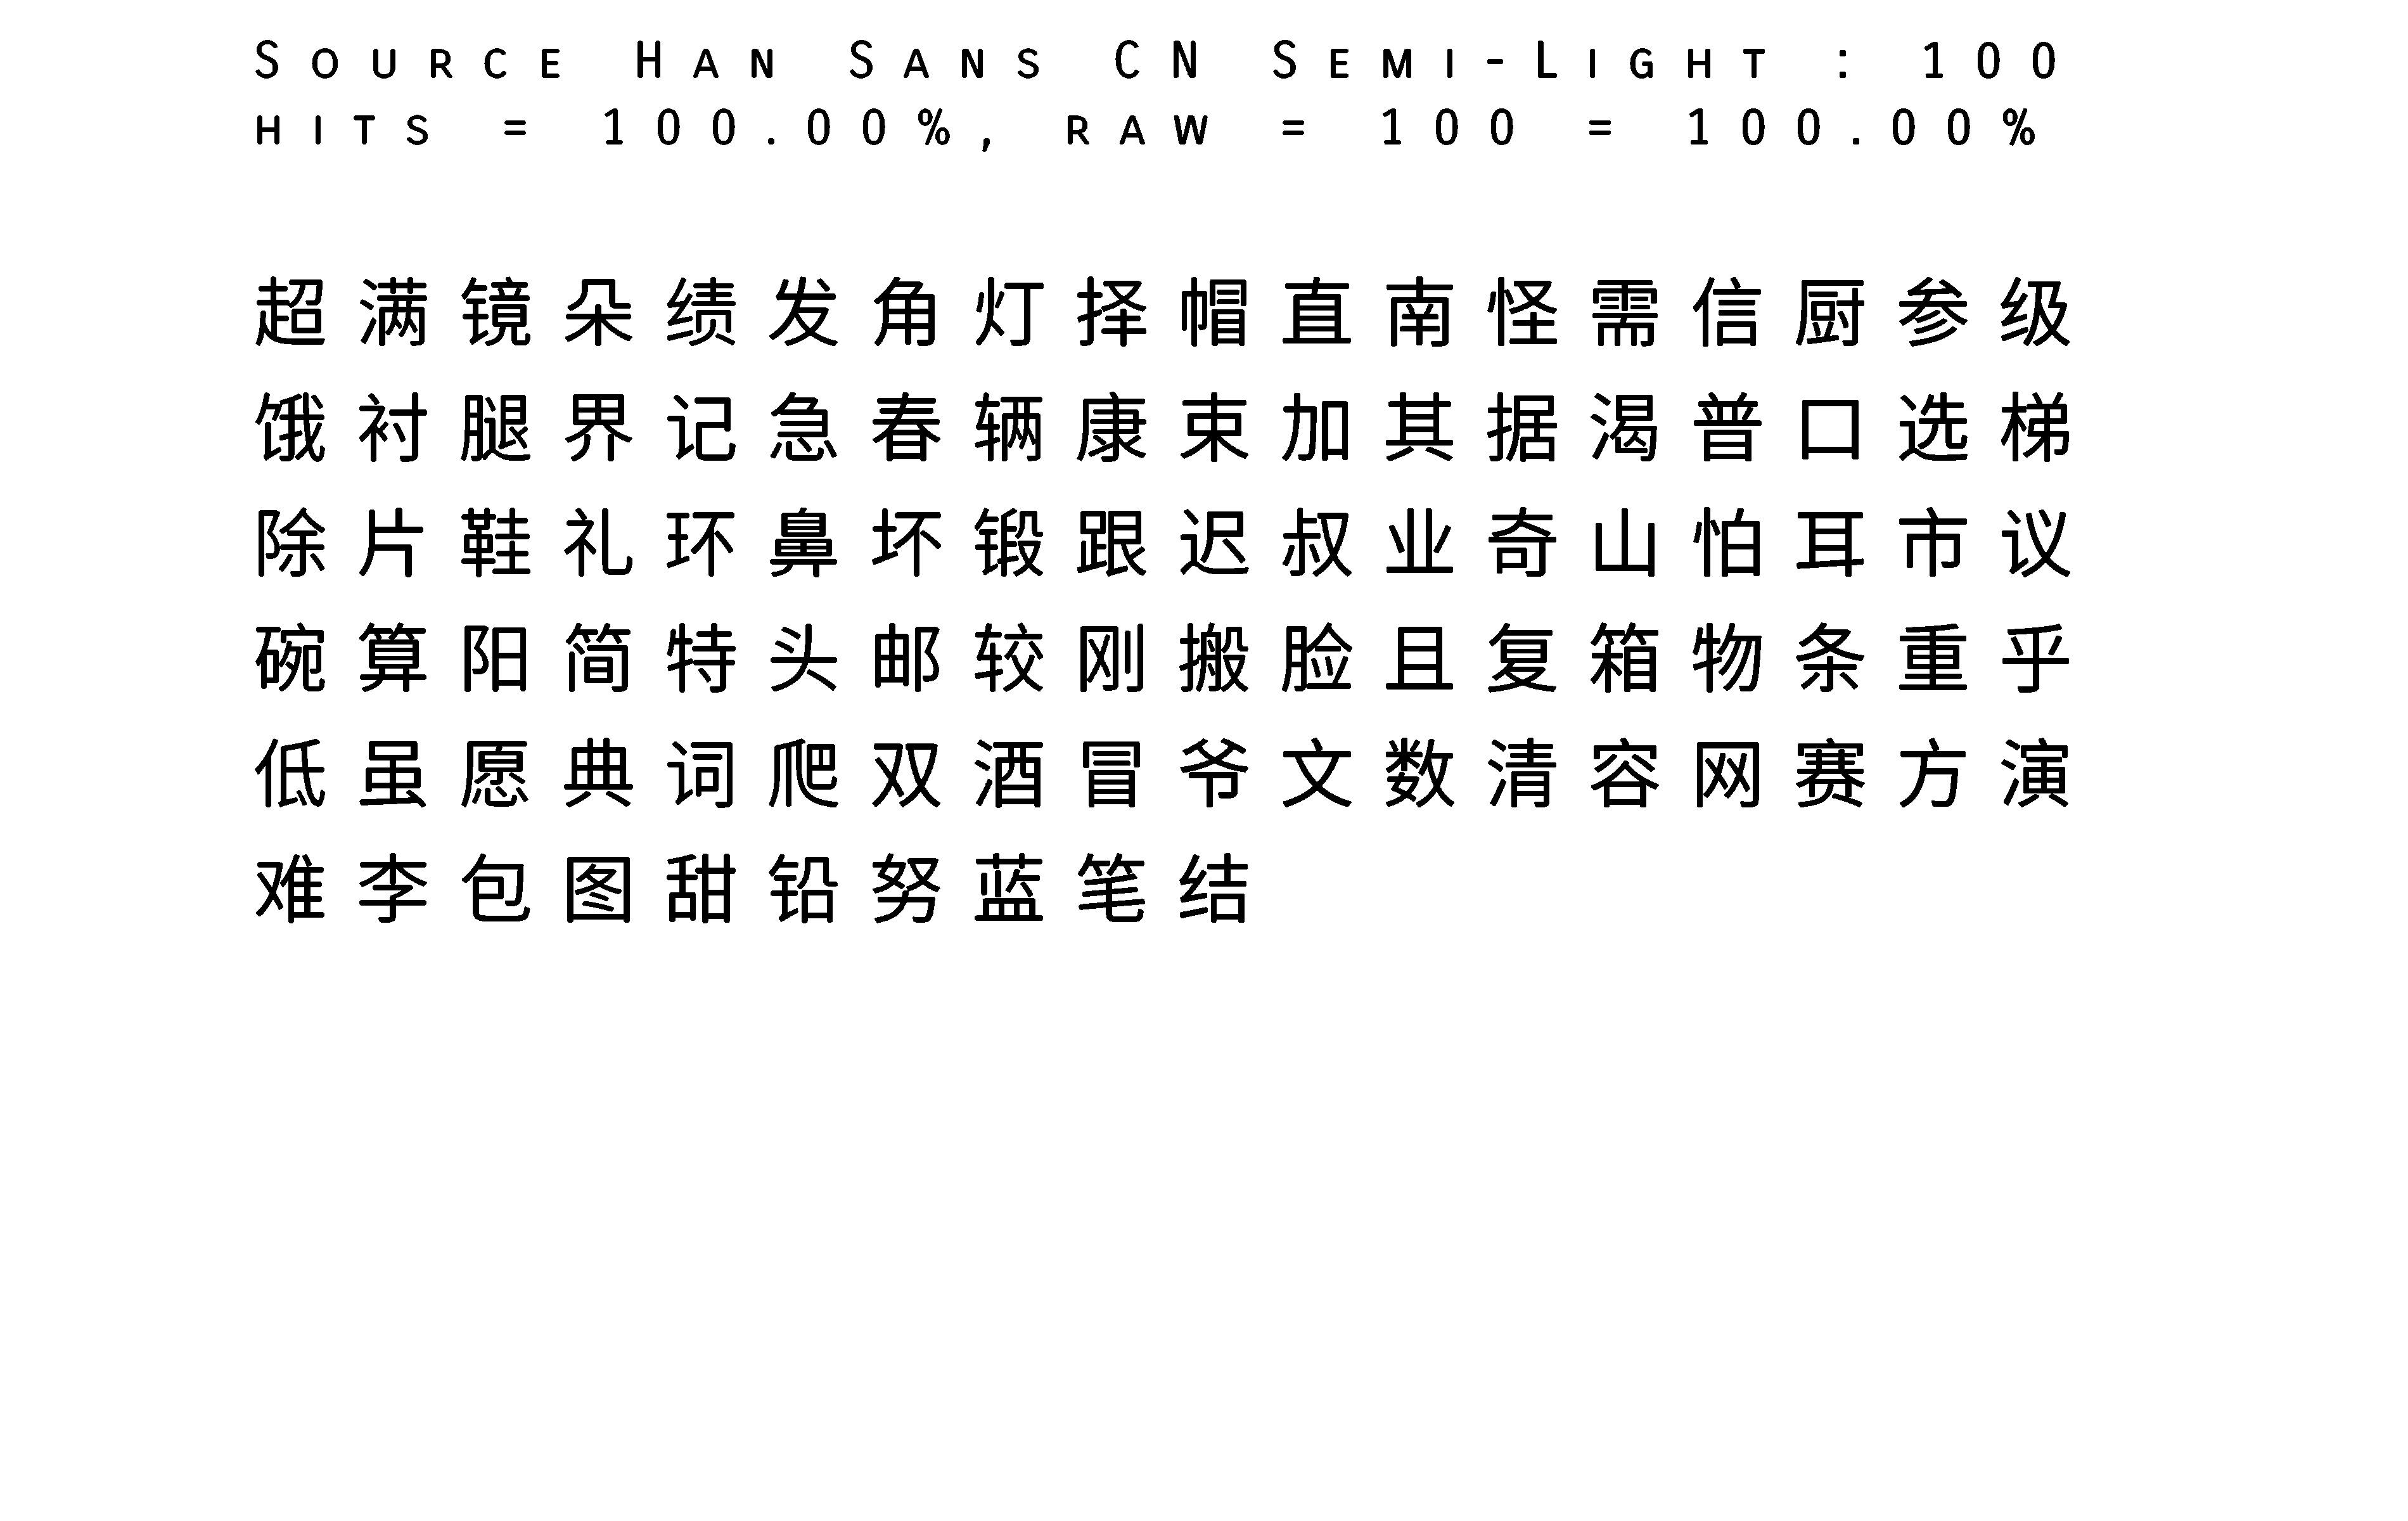 Source Han Sans CN Semi-Light : 100
hits = 100.00%, raw = 100 = 100.00%
超满镜朵绩发角灯择帽直南怪需信厨参级
饿衬腿界记急春辆康束加其据渴普口选梯
除片鞋礼环鼻坏锻跟迟叔业奇山怕耳市议
碗算阳简特头邮较刚搬脸且复箱物条重乎
低虽愿典词爬双酒冒爷文数清容网赛方演
难李包图甜铅努蓝笔结